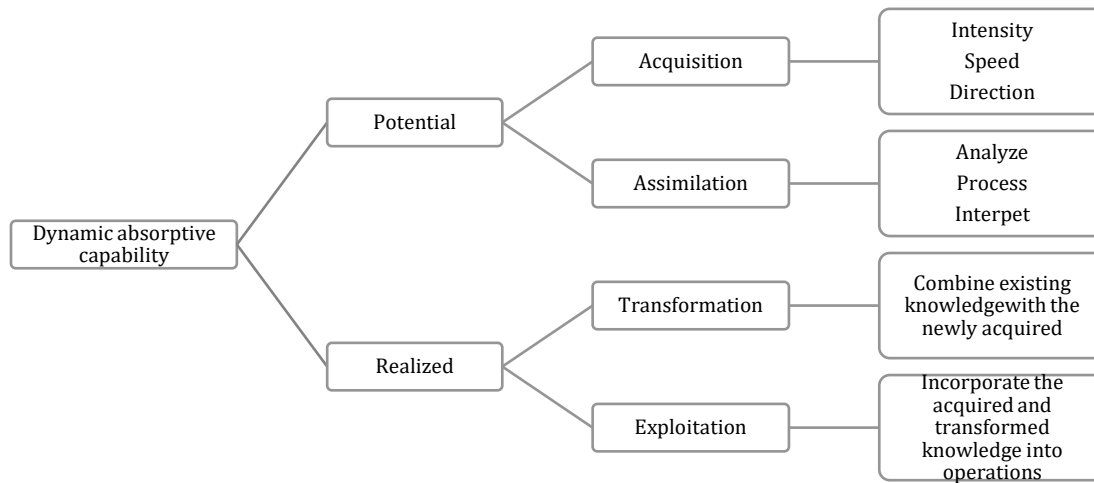 Dynamic absorptive
capability
Potential
Realized
Acquisition
Assimilation
Transformation
Exploitation
Intensity
Speed
Direction
Analyze
Process
Interpet
Combine existing
knowledgewith the
newly acquired
Incorporate the
acquired and
transformed
knowledge into
operations